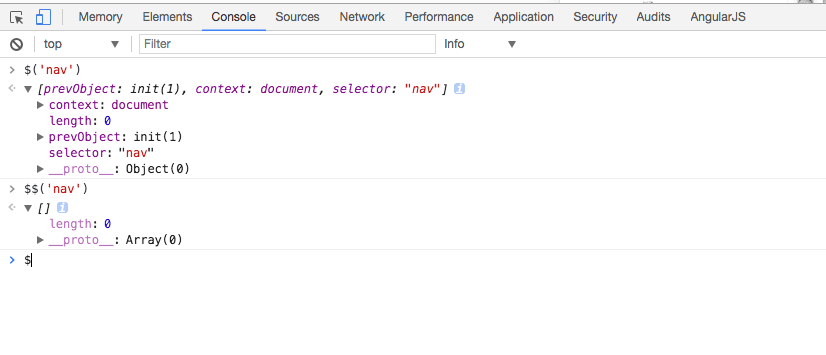 Memory Elements Console Sources Network Performance Application Security Audits AngularJS
top Filter Info
$('nav')
[prevObject: init(1), context: document, selector: "nav"] i
context: document
length: 0
prevObject: init(1)
selector: "nav"
__proto__: Object(0)
$$('nav')
[] i
length: 0
__proto__: Array(0)
$